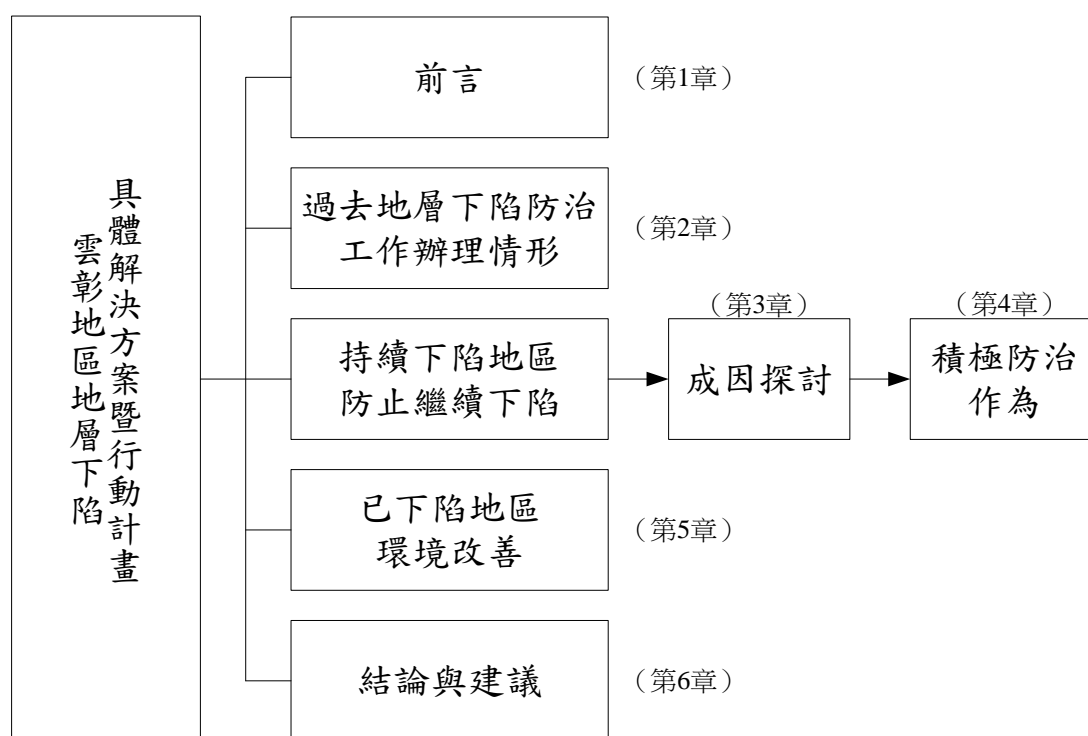 雲彰地區地層下陷
具體解決方案暨行動計畫
前言
（第1章）
過去地層下陷防治
工作辦理情形
（第2章）
持續下陷地區
防止繼續下陷
（第3章）
成因探討
（第4章）
積極防治
作為
已下陷地區
環境改善
（第5章）
結論與建議
（第6章）